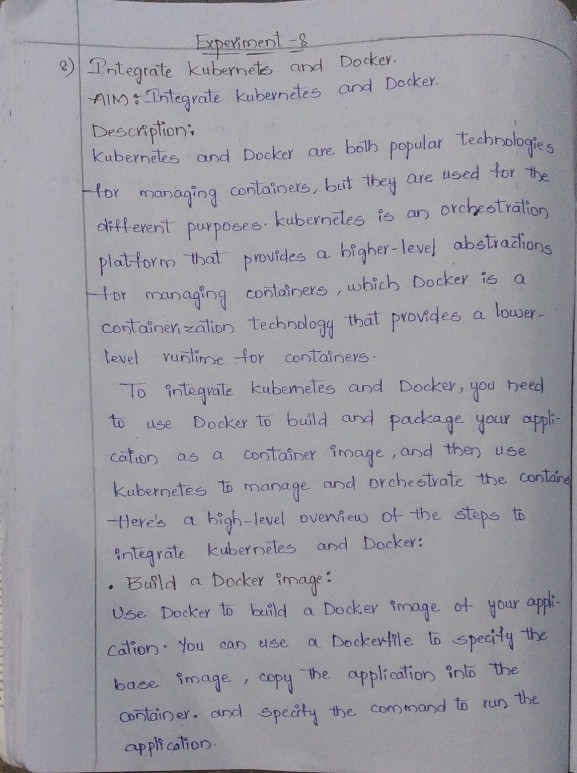 Experiment - 8
8) Integrate Kubernets and Docker.
AIM: Integrate Kubernetes and Docker.
Description:
Kubernetes and Docker are both popular technologies
for managing containers, but they are used for the
different purposes. kubernetes is an orchestration
platform that provides a higher-level abstractions
for managing containers, which Docker is a
containerization technology that provides a lower-
level runtime for containers.
To integrate kubernetes and Docker, you need
to use Docker to build and package your appli-
cation as a container image, and then use
kubernetes to manage and orchestrate the containe
Here's a high-level overview of the steps to
integrate kubernetes and Docker:
• Build a Docker image:
Use Docker to build a Docker image of your appli-
cation. You can use a Dockerfile to specify the
base image, copy the application into the
container. and specify the command to run the
application.